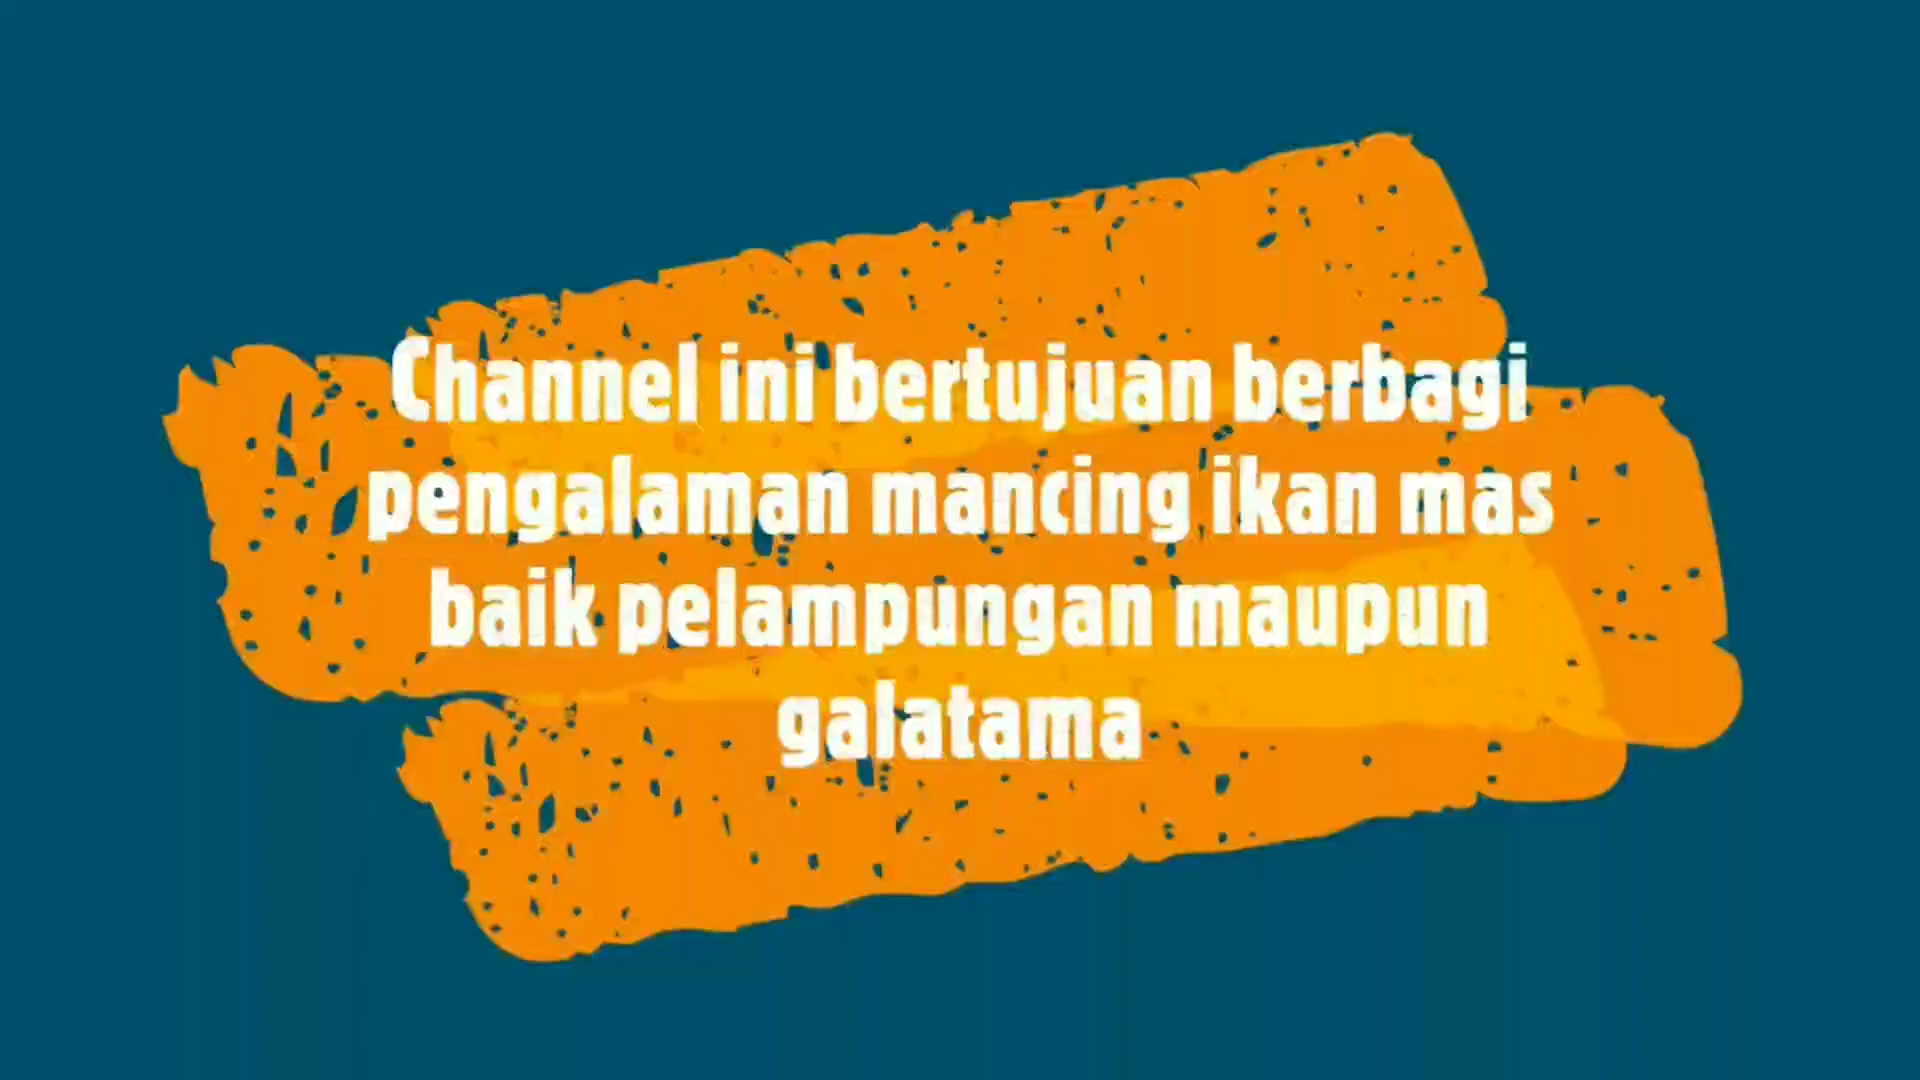 Channel ini bertujuan berbagi
pengalaman mancing ikan mas
baik pelampungan maupun
galatama